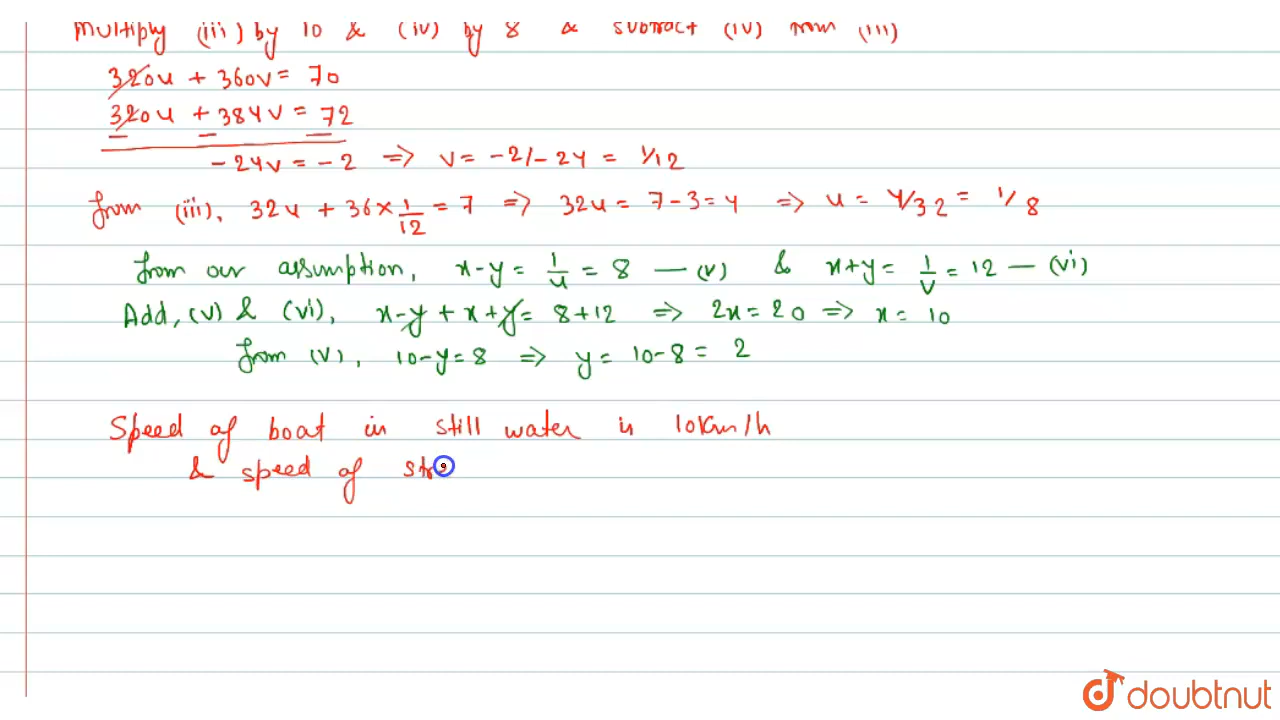 Multiply (iii) by 10 & (iv) by 8 & subtract (iv) from (iii)
320u + 360v = 70
320u + 384v = 72
- 24v = - 2 => v = -2/-24 = 1/12
from (iii), 32u + 36 × 1/12 = 7 => 32u = 7-3 = 4 => u = 4/32 = 1/8
from our assumption, x-y = 1/u = 8 — (v) & x+y = 1/v = 12 — (vi)
Add, (v) & (vi), x-y + x+y = 8+12 => 2x = 20 => x = 10
from (v), 10-y = 8 => y = 10-8 = 2
Speed of boat in still water is 10km/h
& speed of stre
doubtnut